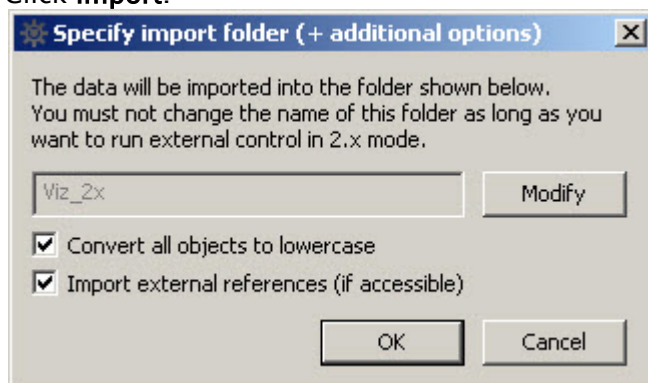 Click Import.
Specify import folder (+ additional options)
The data will be imported into the folder shown below.
You must not change the name of this folder as long as you
want to run external control in 2.x mode.
Viz_2x
Modify
Convert all objects to lowercase
Import external references (if accessible)
OK
Cancel